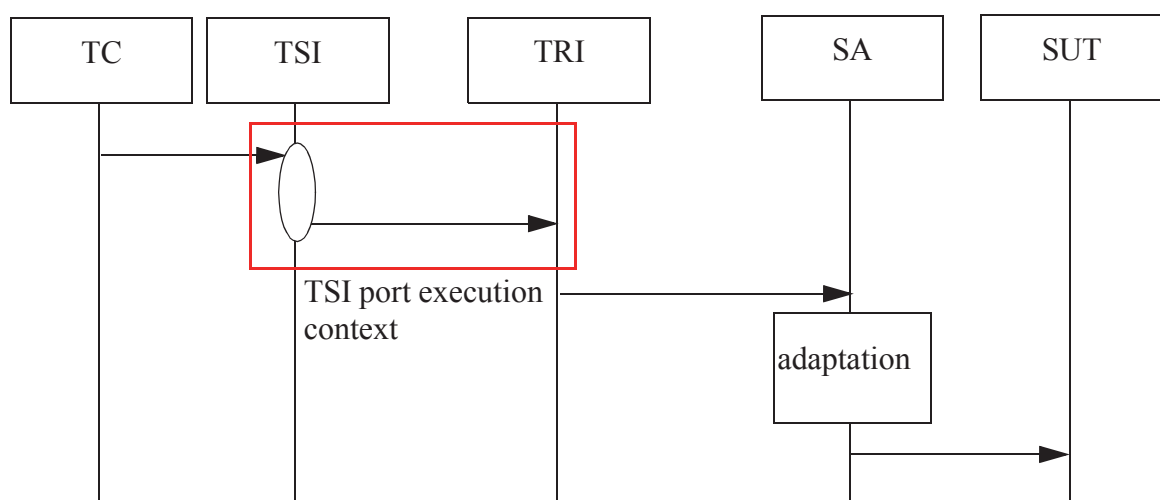 TC
TSI
TRI
SA
SUT
TSI port execution
context
adaptation